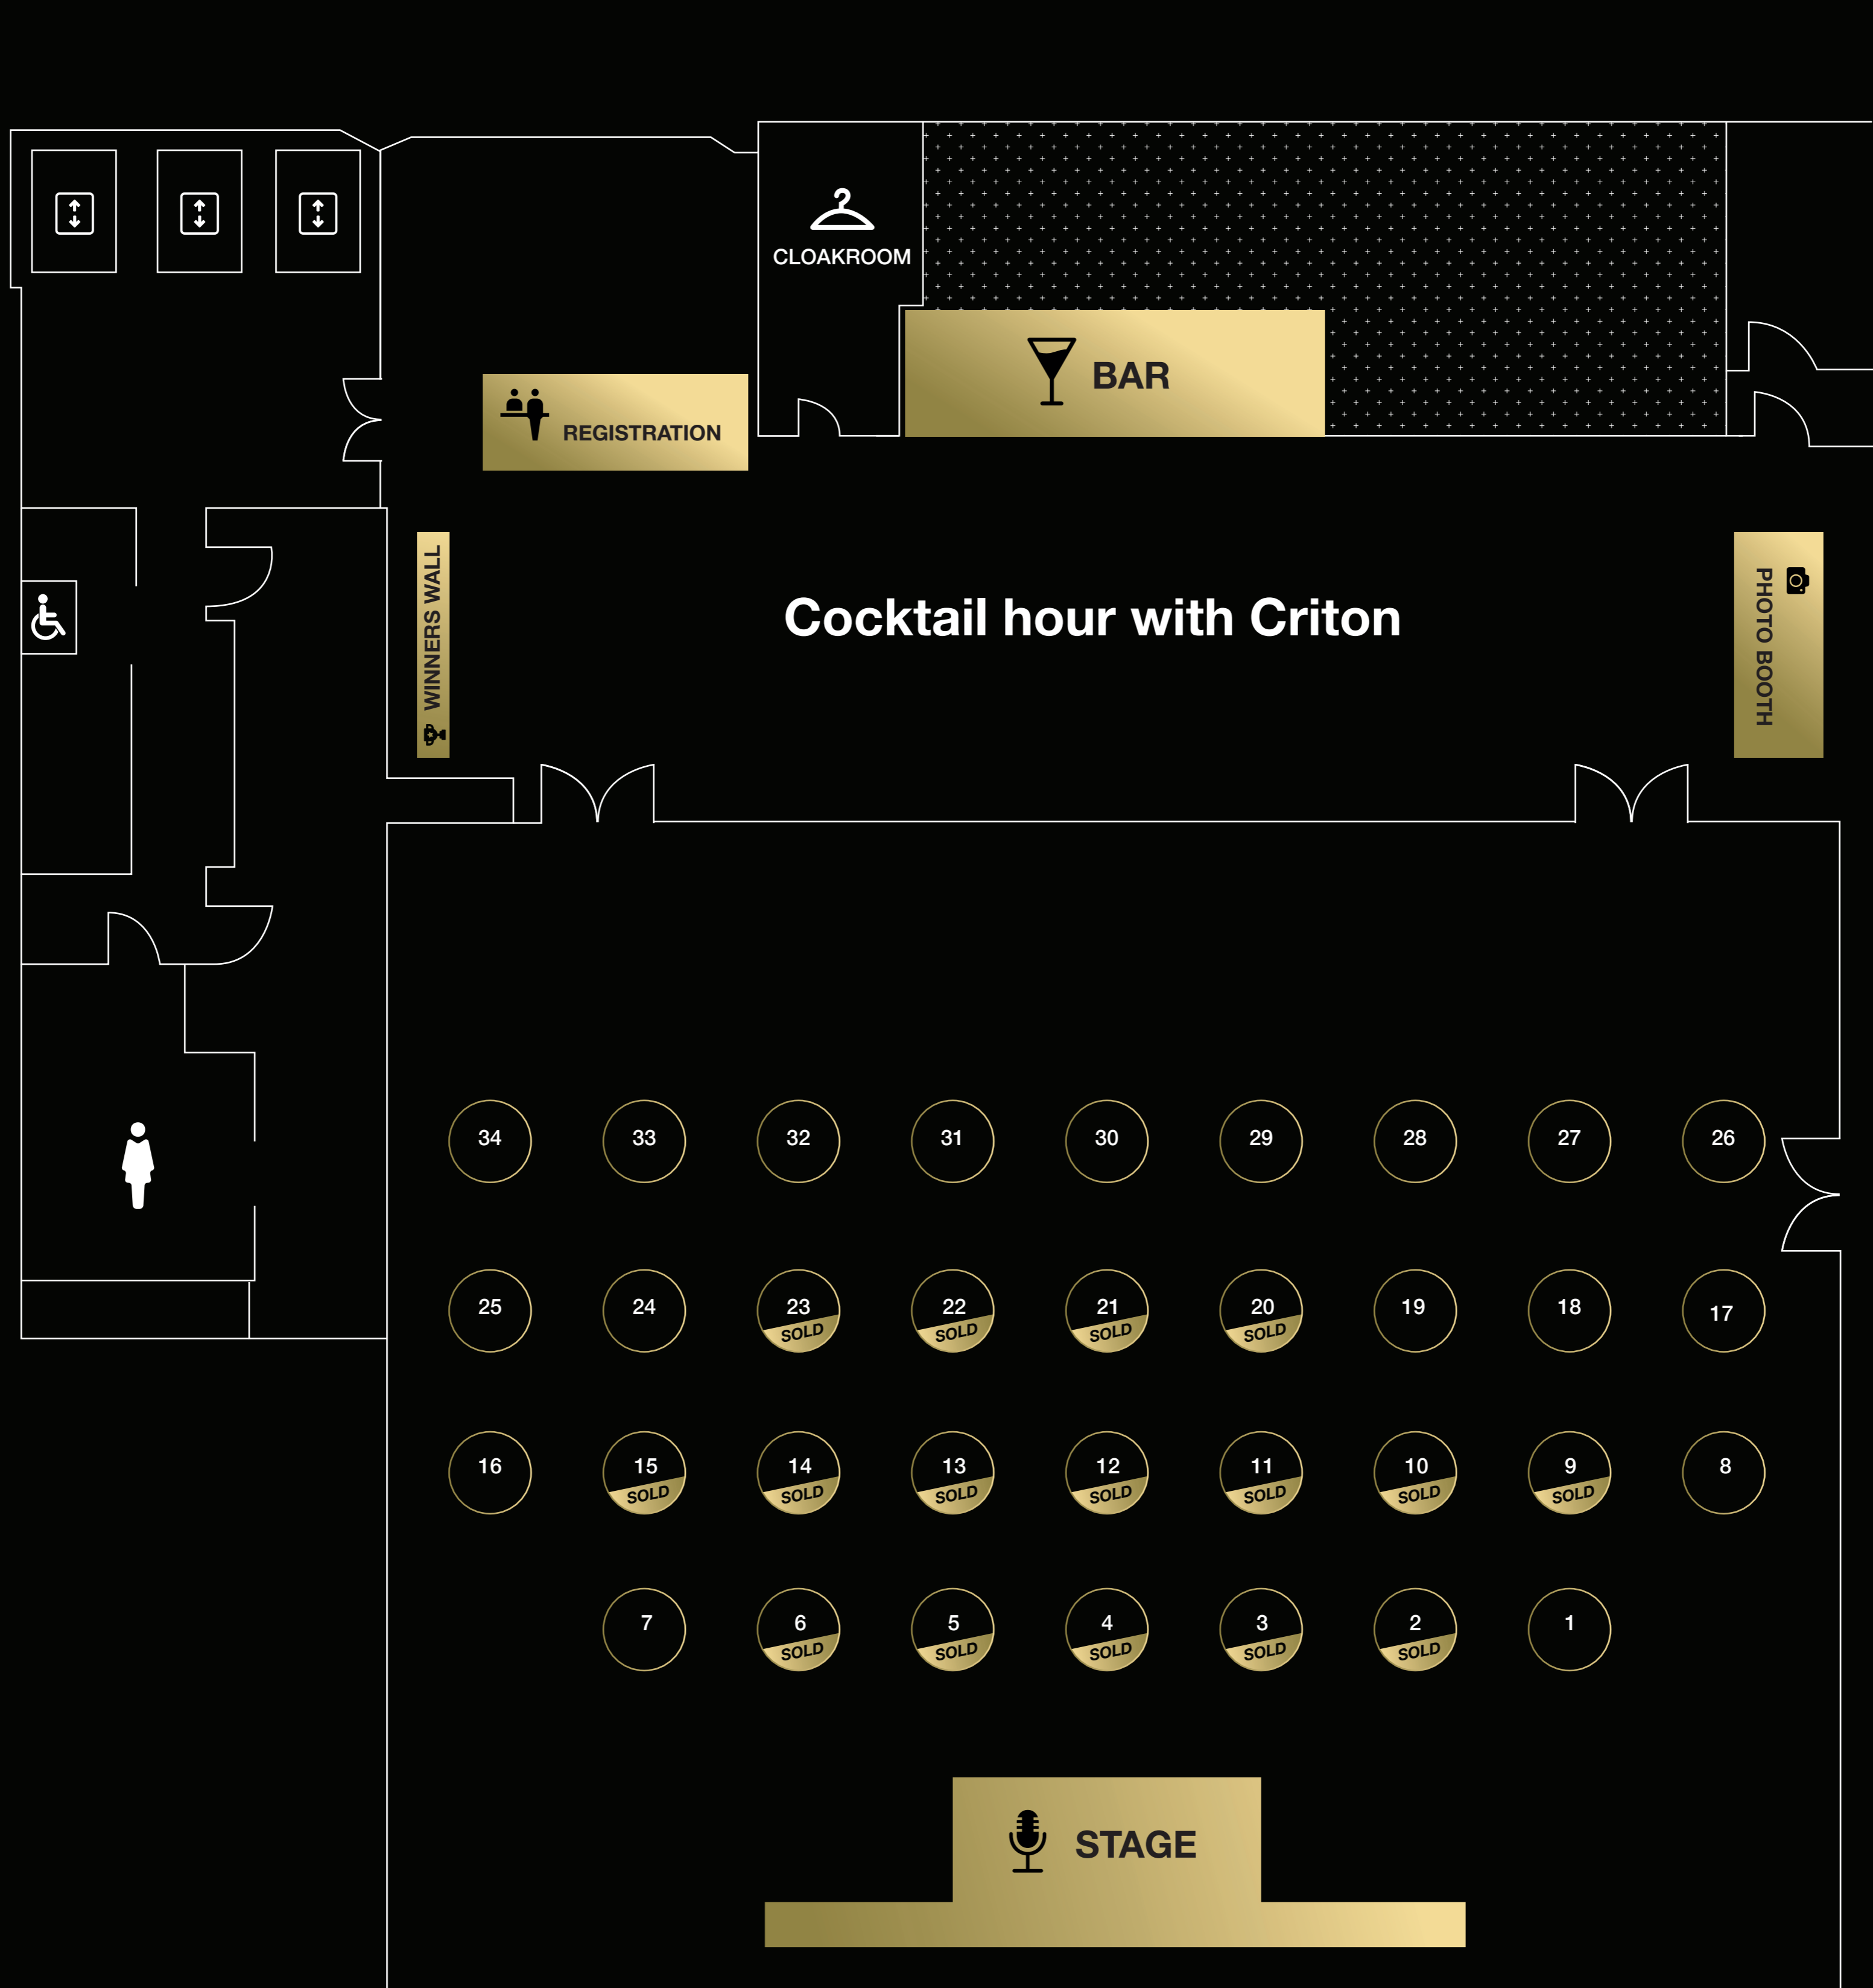 CLOAKROOM
BAR
REGISTRATION
WINNERS WALL
Cocktail hour with Criton
PHOTO BOOTH
34 33 32 31 30 29 28 27 26
25 24 23 22 21 20 19 18 17
SOLD SOLD SOLD SOLD
16 15 14 13 12 11 10 9 8
SOLD SOLD SOLD SOLD SOLD SOLD SOLD
7 6 5 4 3 2 1
SOLD SOLD SOLD SOLD SOLD
STAGE